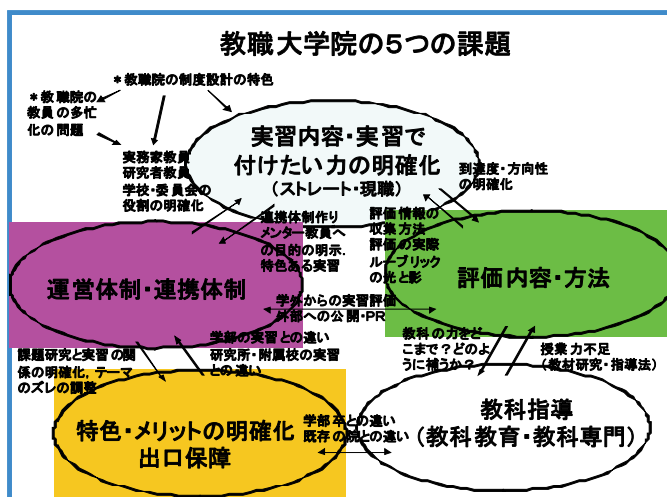 教職大学院の5つの課題
＊教職院の制度設計の特色
＊教職院の
教員の多忙
化の問題
実習内容・実習で
付けたい力の明確化
（ストレート・現職）
実務家教員
研究者教員
学校・委員会の
役割の明確化
到達度・方向性
の明確化
連携体制作り
メンター教員へ
の目的の明示．
特色ある実習
評価情報の
収集方法
評価の実際
ルーブリック
の光と影
運営体制・連携体制
評価内容・方法
学外からの実習評価
外部への公開・PR
課題研究と実習の関
係の明確化，テーマ
のズレの調整
学部の実習との違い
研究所・附属校の実習
との違い
教科の力をど
こまで？どのよ
うに補うか？
授業力不足
（教材研究・指導法）
特色・メリットの明確化
出口保障
学部卒との違い
既存の院との違い
教科指導
（教科教育・教科専門）